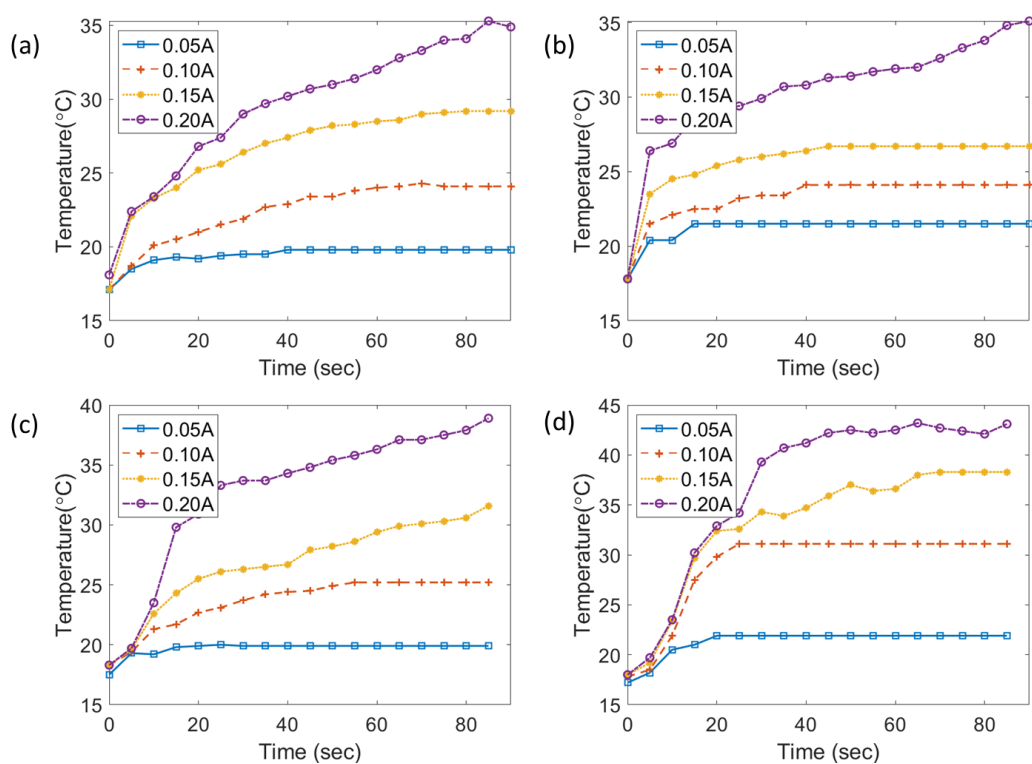 (a)
35
30
25
20
15
Temperature(°C)
0.05A
0.10A
0.15A
0.20A
0 20 40 60 80
Time (sec)
(b)
35
30
25
20
15
Temperature(°C)
0.05A
0.10A
0.15A
0.20A
0 20 40 60 80
Time (sec)
(c)
40
35
30
25
20
15
Temperature(°C)
0.05A
0.10A
0.15A
0.20A
0 20 40 60 80
Time (sec)
(d)
45
40
35
30
25
20
15
Temperature(°C)
0.05A
0.10A
0.15A
0.20A
0 20 40 60 80
Time (sec)